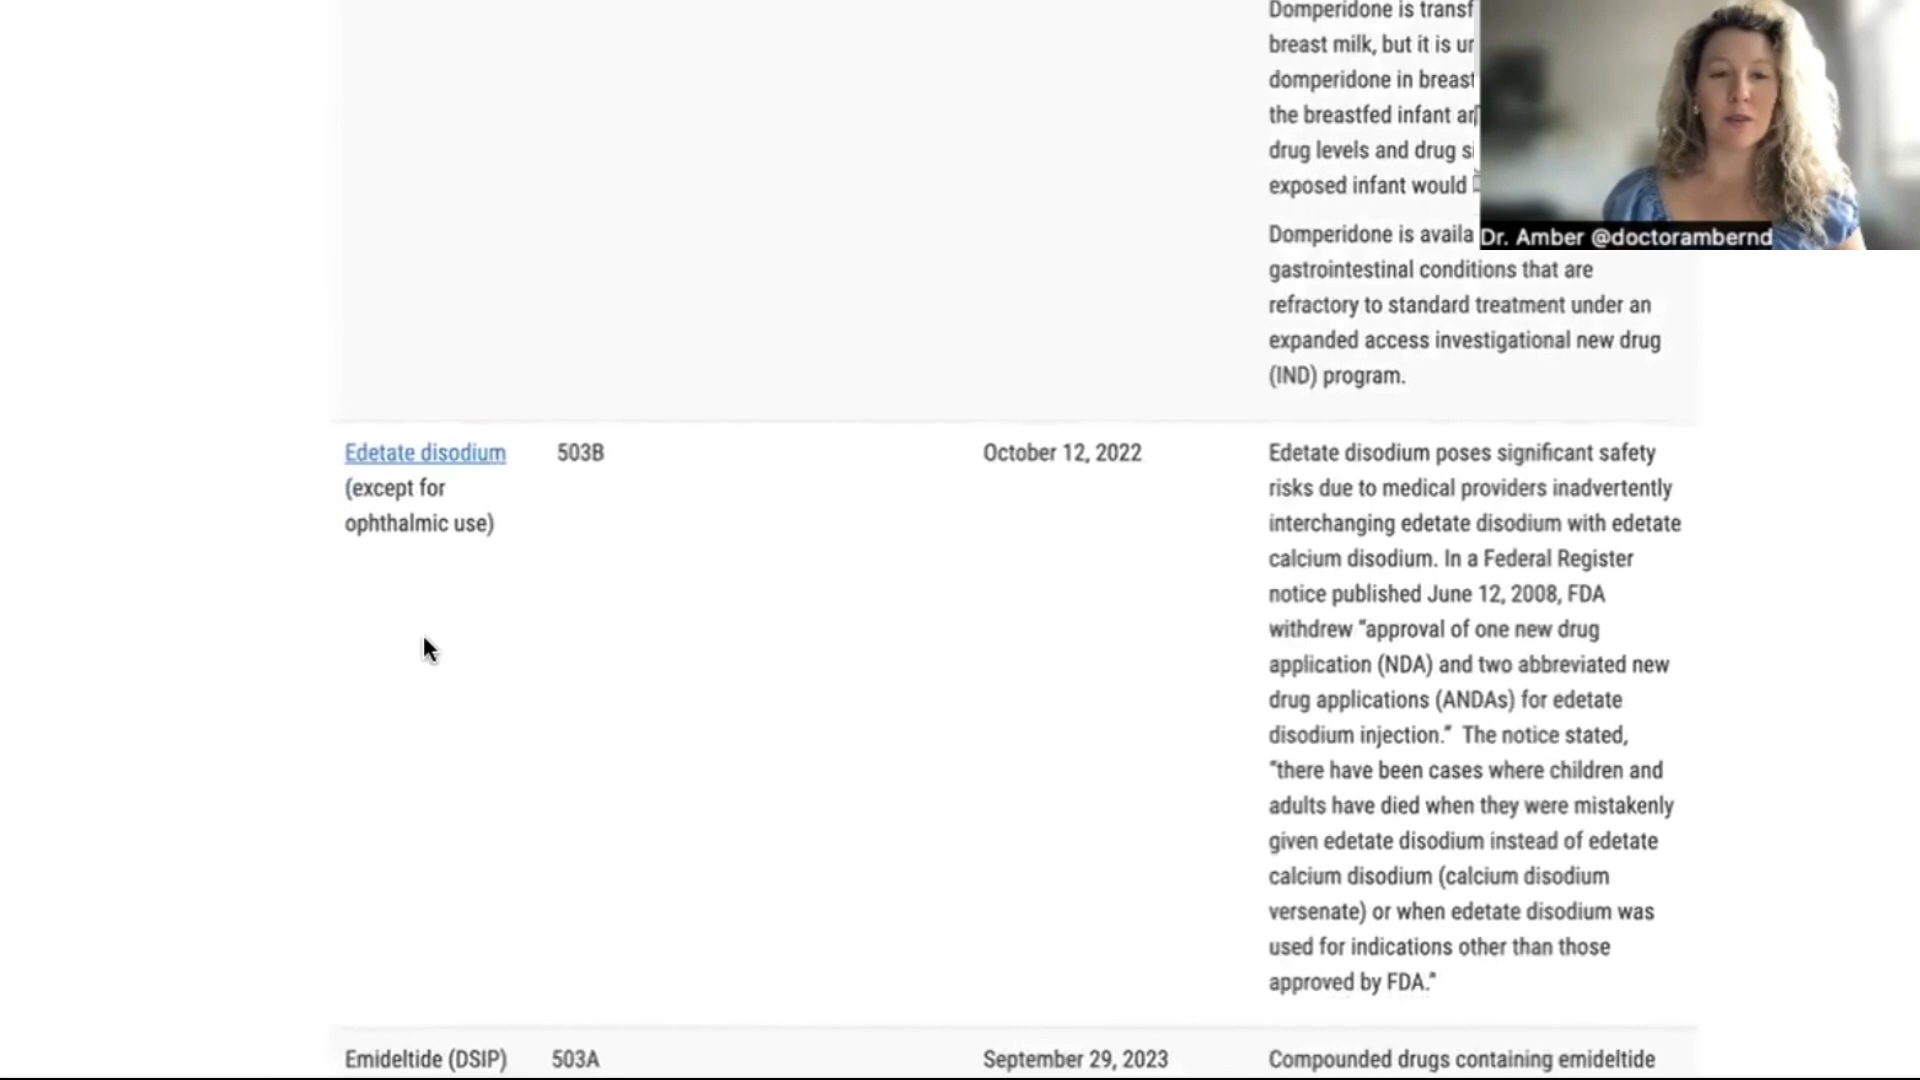 Domperidone is transf
breast milk, but it is
domperidone in breast
the breastfed infant
drug levels and drug
exposed infant would
Domperidone is availa
gastrointestinal conditions that are
refractory to standard treatment under an
expanded access investigational new drug
(IND) program.
Dr. Amber @doctorambernd
Edetate disodium
(except for
ophthalmic use)
503B
October 12, 2022
Edetate disodium poses significant safety
risks due to medical providers inadvertently
interchanging edetate disodium with edetate
calcium disodium. In a Federal Register
notice published June 12, 2008, FDA
withdrew “approval of one new drug
application (NDA) and two abbreviated new
drug applications (ANDAs) for edetate
disodium injection.” The notice stated,
“there have been cases where children and
adults have died when they were mistakenly
given edetate disodium instead of edetate
calcium disodium (calcium disodium
versenate) or when edetate disodium was
used for indications other than those
approved by FDA.”
Emideltide (DSIP)
503A
September 29, 2023
Compounded drugs containing emideltide